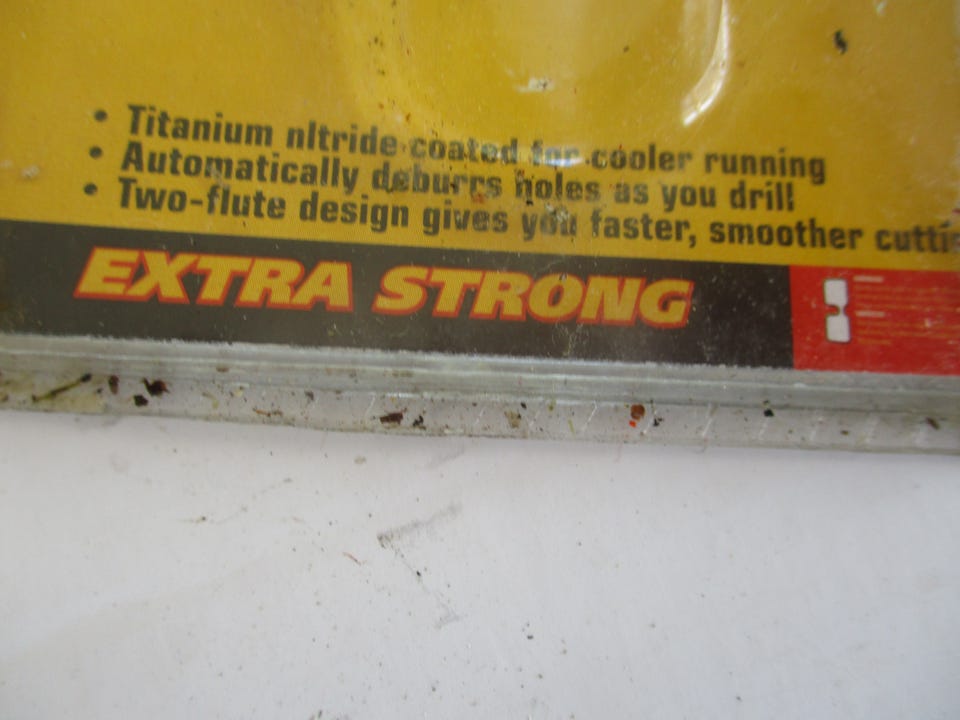 • Titanium nItride coated for cooler running
• Automatically deburrs holes as you drill
• Two-flute design gives you faster, smoother
EXTRA STRONG